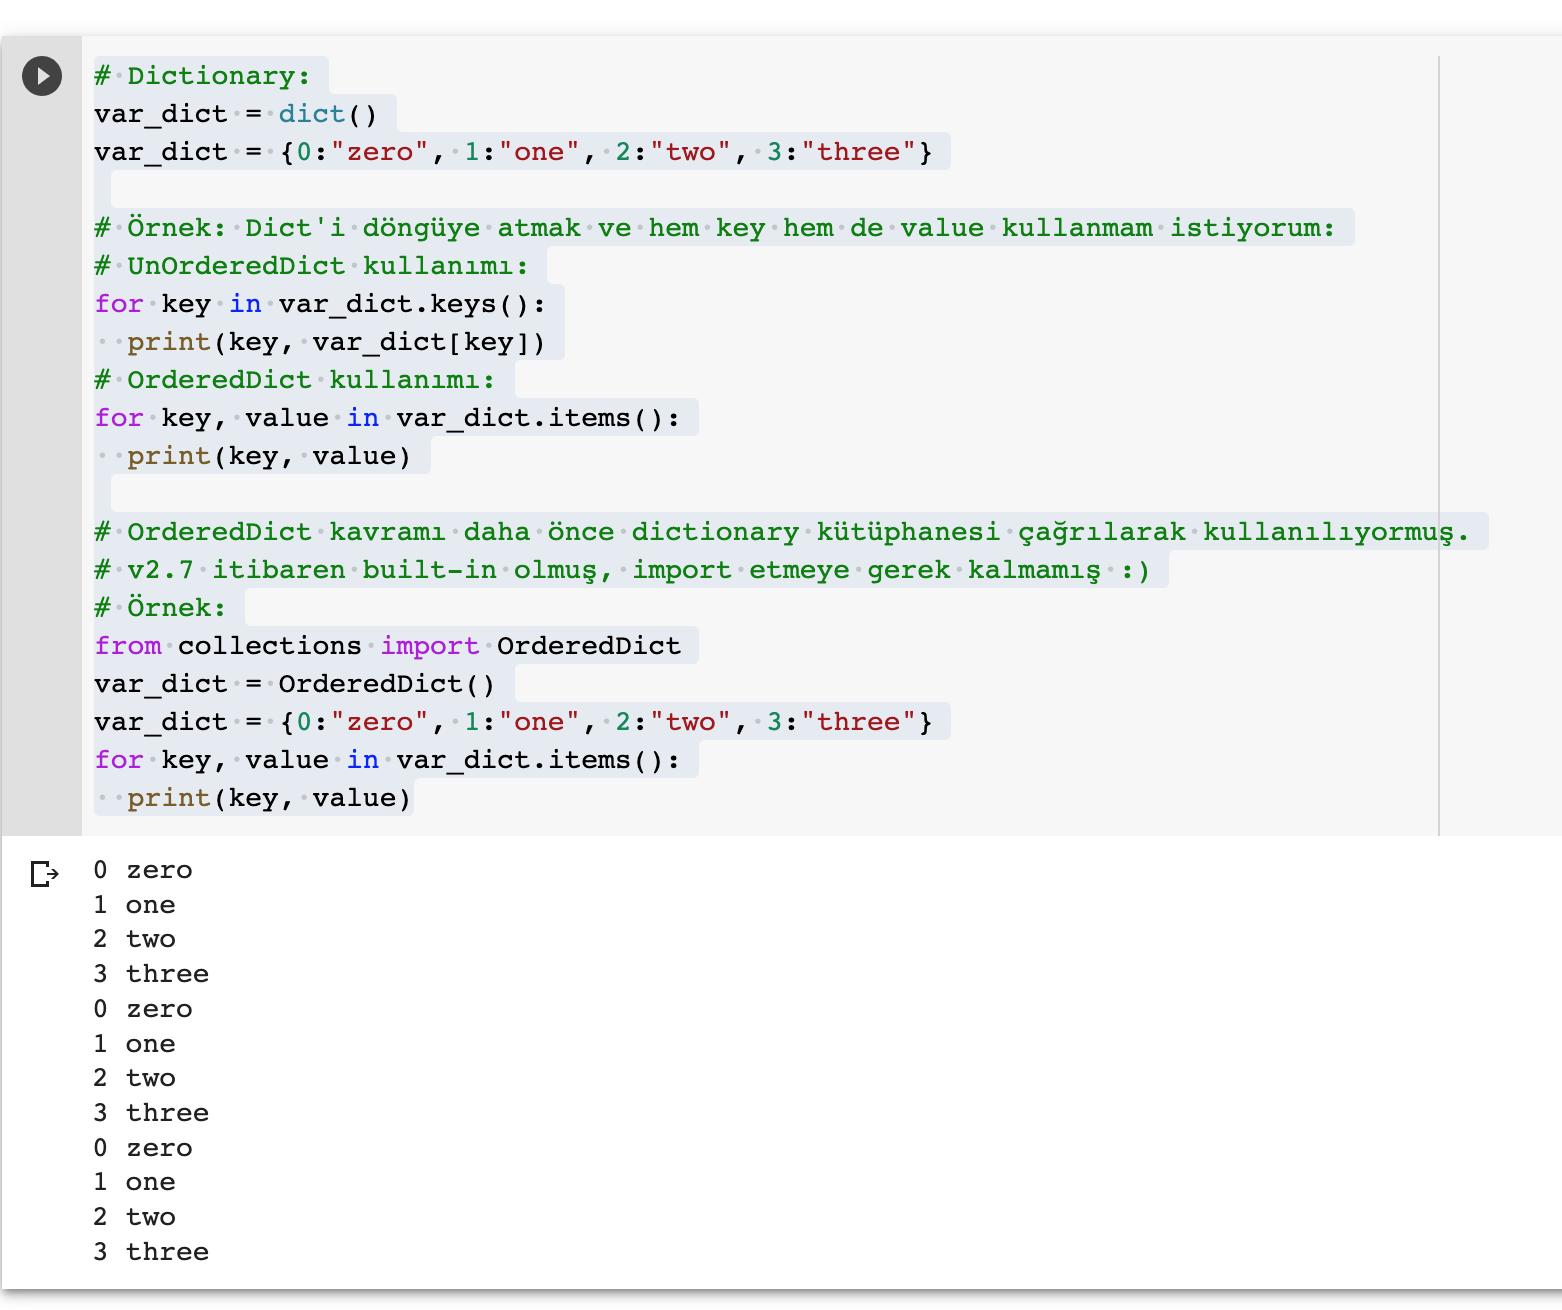 # Dictionary:
var_dict = dict()
var_dict = {0:"zero", 1:"one", 2:"two", 3:"three"}
# Örnek: Dict'i döngüye atmak ve hem key hem de value kullanmam istiyorum:
# UnOrderedDict kullanımı:
for key in var_dict.keys():
  print(key, var_dict[key])
# OrderedDict kullanımı:
for key, value in var_dict.items():
  print(key, value)
# OrderedDict kavramı daha önce dictionary kütüphanesi çağrılarak kullanılıyormuş.
# v2.7 itibaren built-in olmuş, import etmeye gerek kalmamış :)
# Örnek:
from collections import OrderedDict
var_dict = OrderedDict()
var_dict = {0:"zero", 1:"one", 2:"two", 3:"three"}
for key, value in var_dict.items():
  print(key, value)
0 zero
1 one
2 two
3 three
0 zero
1 one
2 two
3 three
0 zero
1 one
2 two
3 three